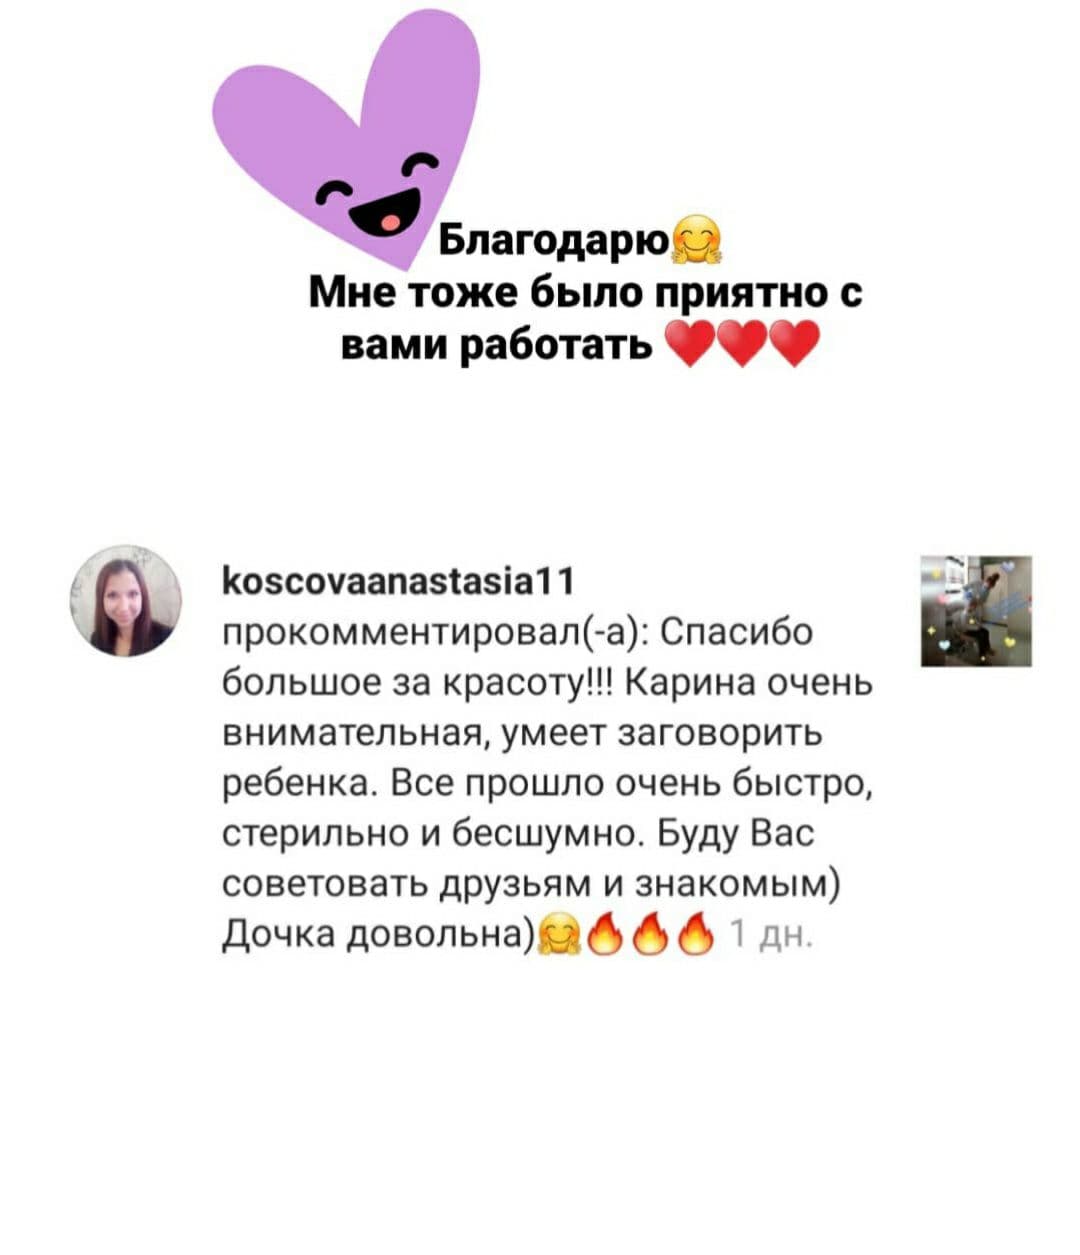 Благодарю🤗
Мне тоже было приятно с
вами работать ❤️❤️❤️
koscovaanastasia11
прокомментировал(-а): Спасибо
большое за красоту!!! Карина очень
внимательная, умеет заговорить
ребенка. Все прошло очень быстро,
стерильно и бесшумно. Буду Вас
советовать друзьям и знакомым)
Дочка довольна)🤗🔥🔥🔥 1 дн.